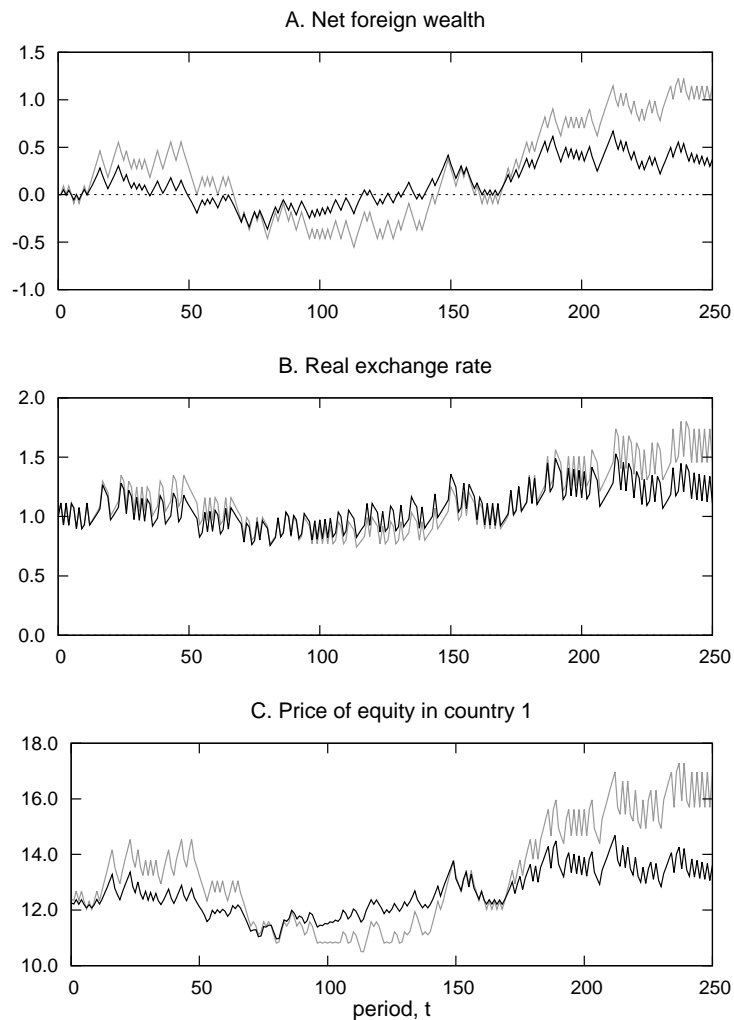 A. Net foreign wealth
1.5
1.0
0.5
0.0
-0.5
-1.0
0 50 100 150 200 250
B. Real exchange rate
2.0
1.5
1.0
0.5
0.0
0 50 100 150 200 250
C. Price of equity in country 1
18.0
16.0
14.0
12.0
10.0
0 50 100 150 200 250
period, t